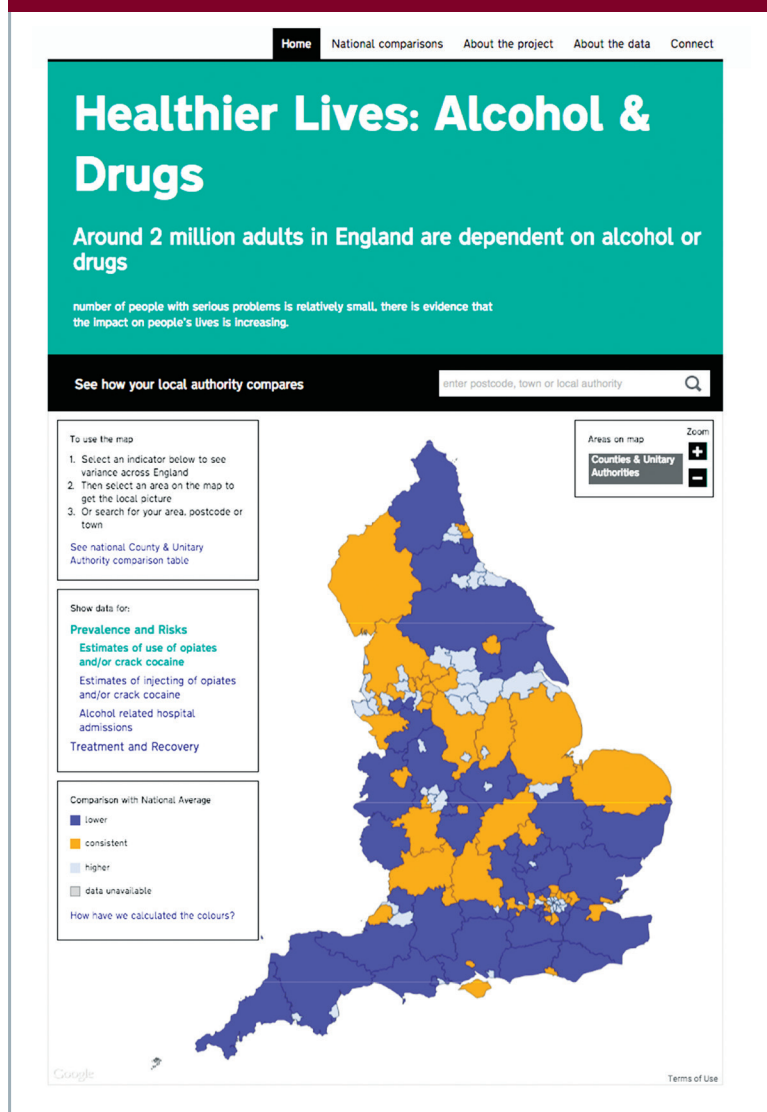 Home National comparisons About the project About the data Connect
Healthier Lives: Alcohol &
Drugs
Around 2 million adults in England are dependent on alcohol or
drugs
number of people with serious problems is relatively small, there is evidence that
the impact on people's lives is increasing.
See how your local authority compares
enter postcode, town or local authority
To use the map
1. Select an indicator below to see
variance across England
2. Then select an area on the map to
get the local picture
3. Or search for your area, postcode or
town
See national County & Unitary
Authority comparison table
Areas on map
Counties & Unitary
Authorities
Zoom
+
−
Show data for:
Prevalence and Risks
Estimates of use of opiates
and/or crack cocaine
Estimates of injecting of opiates
and/or crack cocaine
Alcohol related hospital
admissions
Treatment and Recovery
Comparison with National Average
lower
consistent
higher
data unavailable
How have we calculated the colours?
Google
Terms of Use